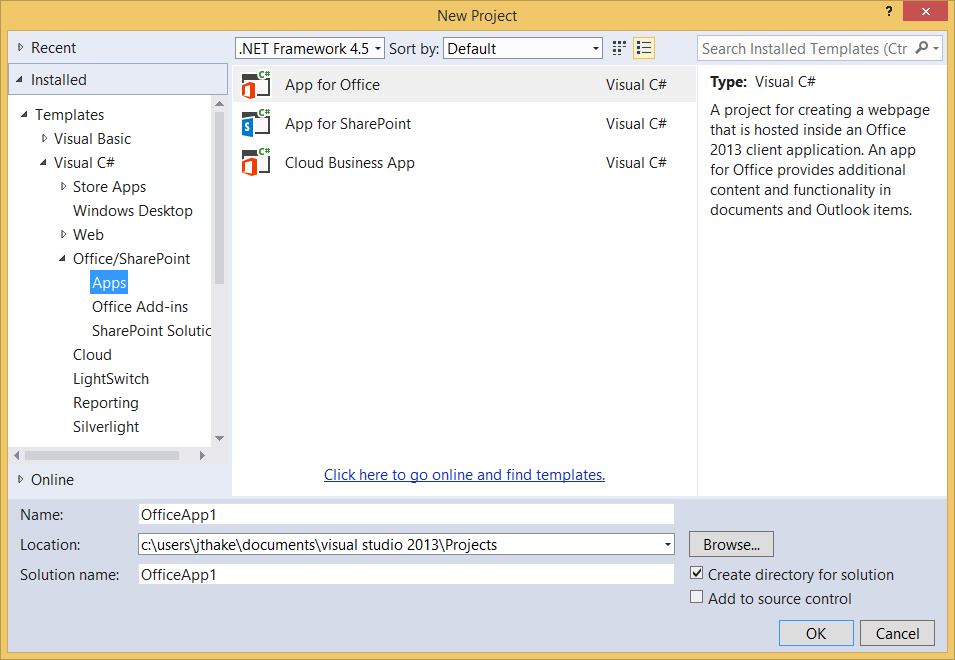 New Project
?
Recent
.NET Framework 4.5
Sort by:
Default
Search Installed Templates (Ctr
Installed
Templates
Visual Basic
Visual C#
Store Apps
Windows Desktop
Web
Office/SharePoint
Apps
Office Add-ins
SharePoint Solutic
Cloud
LightSwitch
Reporting
Silverlight
Online
C# App for Office Visual C#
C# App for SharePoint Visual C#
C# Cloud Business App Visual C#
Click here to go online and find templates.
Type: Visual C#
A project for creating a webpage
that is hosted inside an Office
2013 client application. An app
for Office provides additional
content and functionality in
documents and Outlook items.
Name: OfficeApp1
Location: c:\users\jthake\documents\visual studio 2013\Projects
Browse...
Solution name: OfficeApp1
Create directory for solution
Add to source control
OK
Cancel